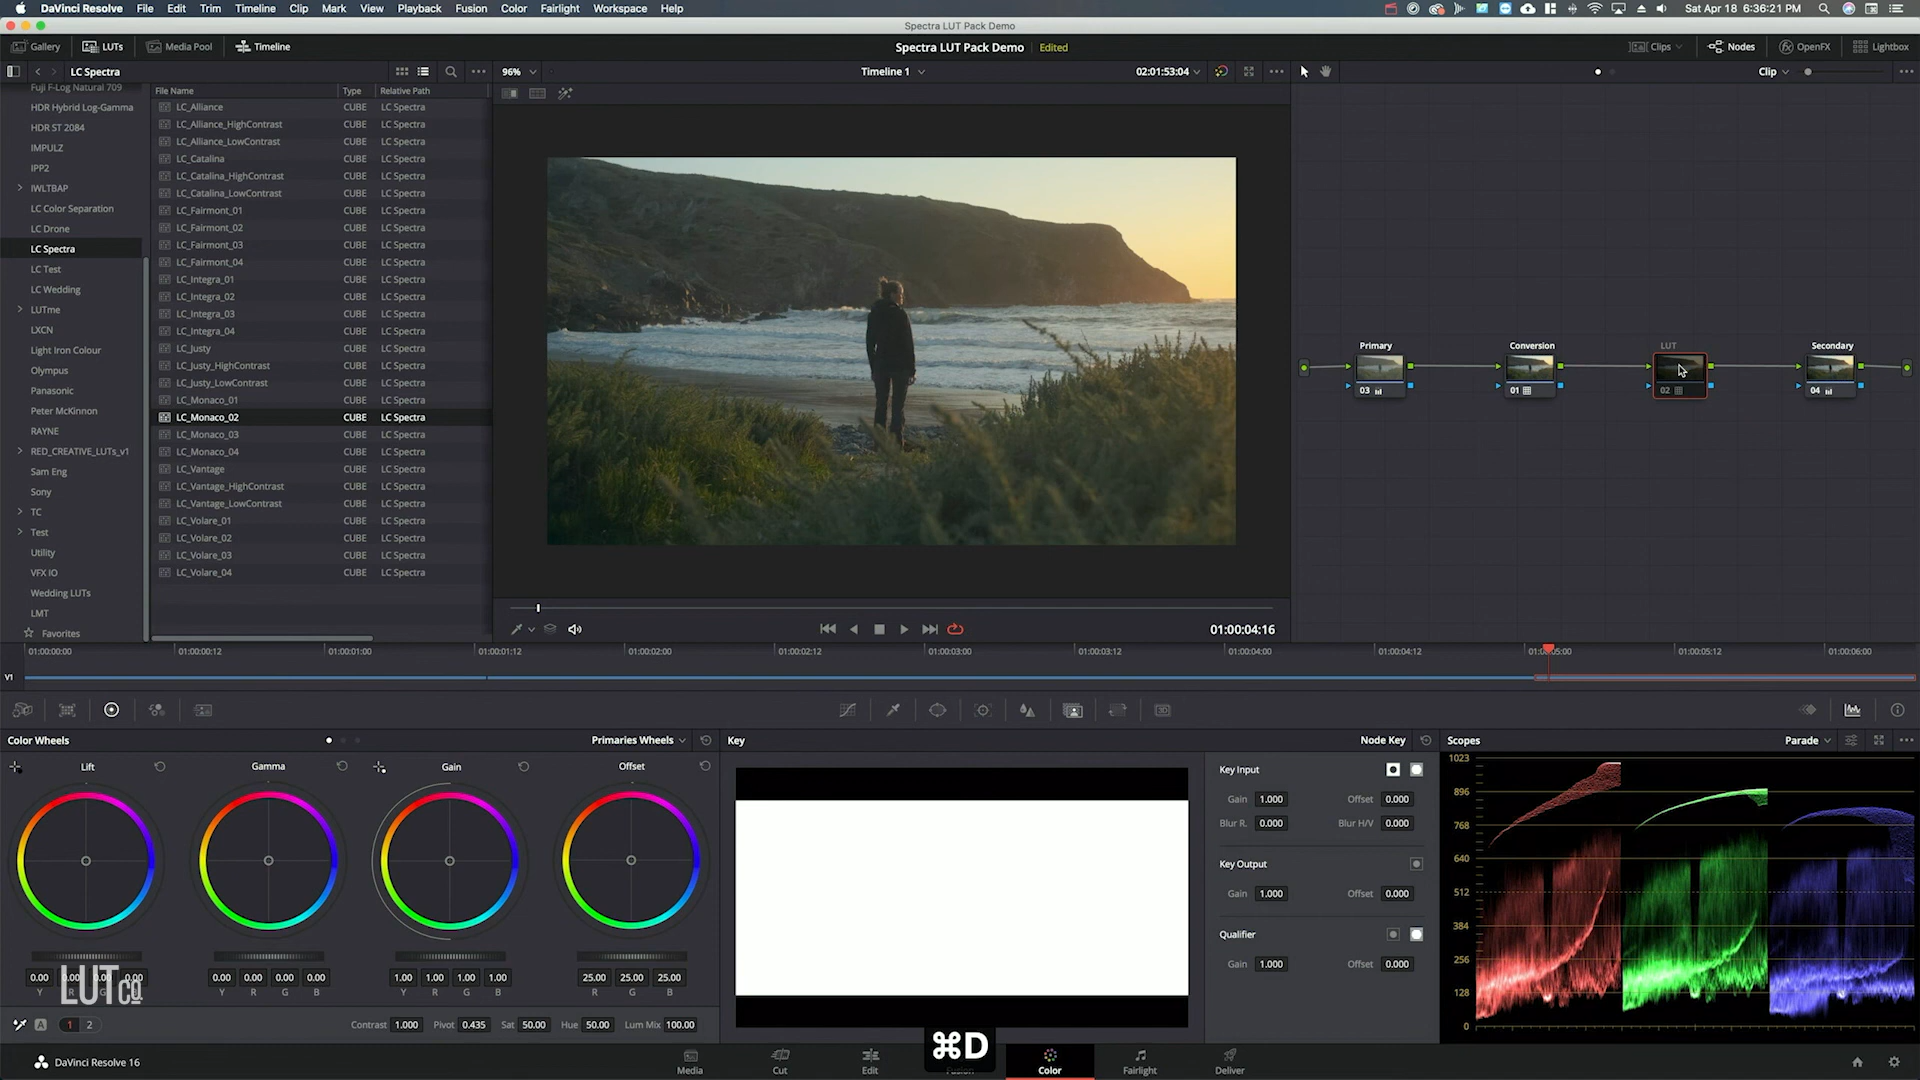 DaVinci Resolve File Edit Trim Timeline Clip Mark View Playback Fusion Color Fairlight Workspace Help
Sat Apr 18 6:36:21 PM
Spectra LUT Pack Demo
Gallery LUTs Media Pool Timeline
Spectra LUT Pack Demo Edited
Clips Nodes OpenFX Lightbox
LC Spectra
96%
Timeline 1
02:01:53:04
Clip
Fuji F-Log Natural 709
HDR Hybrid Log-Gamma
HDR ST 2084
IMPULZ
IPP2
IWLTBAP
LC Color Separation
LC Drone
LC Spectra
LC Test
LC Wedding
LUTme
LXCN
Light Iron Colour
Olympus
Panasonic
Peter McKinnon
RAYNE
RED_CREATIVE_LUTs_v1
Sam Eng
Sony
TC
Test
Utility
VFX IO
Wedding LUTs
LMT
Favorites
File Name Type Relative Path
LC_Alliance CUBE LC Spectra
LC_Alliance_HighContrast CUBE LC Spectra
LC_Alliance_LowContrast CUBE LC Spectra
LC_Catalina CUBE LC Spectra
LC_Catalina_HighContrast CUBE LC Spectra
LC_Catalina_LowContrast CUBE LC Spectra
LC_Fairmont_01 CUBE LC Spectra
LC_Fairmont_02 CUBE LC Spectra
LC_Fairmont_03 CUBE LC Spectra
LC_Fairmont_04 CUBE LC Spectra
LC_Integra_01 CUBE LC Spectra
LC_Integra_02 CUBE LC Spectra
LC_Integra_03 CUBE LC Spectra
LC_Integra_04 CUBE LC Spectra
LC_Justy CUBE LC Spectra
LC_Justy_HighContrast CUBE LC Spectra
LC_Justy_LowContrast CUBE LC Spectra
LC_Monaco_01 CUBE LC Spectra
LC_Monaco_02 CUBE LC Spectra
LC_Monaco_03 CUBE LC Spectra
LC_Monaco_04 CUBE LC Spectra
LC_Vantage CUBE LC Spectra
LC_Vantage_HighContrast CUBE LC Spectra
LC_Vantage_LowContrast CUBE LC Spectra
LC_Volare_01 CUBE LC Spectra
LC_Volare_02 CUBE LC Spectra
LC_Volare_03 CUBE LC Spectra
LC_Volare_04 CUBE LC Spectra
Primary Conversion LUT Secondary
03 01 02 04
01:00:04:16
01:00:00:00 01:00:00:12 01:00:01:00 01:00:01:12 01:00:02:00 01:00:02:12 01:00:03:00 01:00:03:12 01:00:04:00 01:00:04:12 01:00:05:00 01:00:05:12 01:00:06:00
V1
Color Wheels Primaries Wheels
Lift Gamma Gain Offset
0.00 0.00
0.00 0.00 0.00 0.00
1.00 1.00 1.00 1.00
25.00 25.00 25.00
Y R G B
Y R G B
Y R G B
R G B
LUT CO
A 1 2
Contrast 1.000 Pivot 0.435 Sat 50.00 Hue 50.00 Lum Mix 100.00
Key Node Key
Key Input
Gain 1.000 Offset 0.000
Blur R. 0.000 Blur H/V 0.000
Key Output
Gain 1.000 Offset 0.000
Qualifier
Gain 1.000 Offset 0.000
Scopes Parade
1023
896
768
640
512
384
256
128
0
⌘D
DaVinci Resolve 16
Media Cut Edit Fusion Color Fairlight Deliver